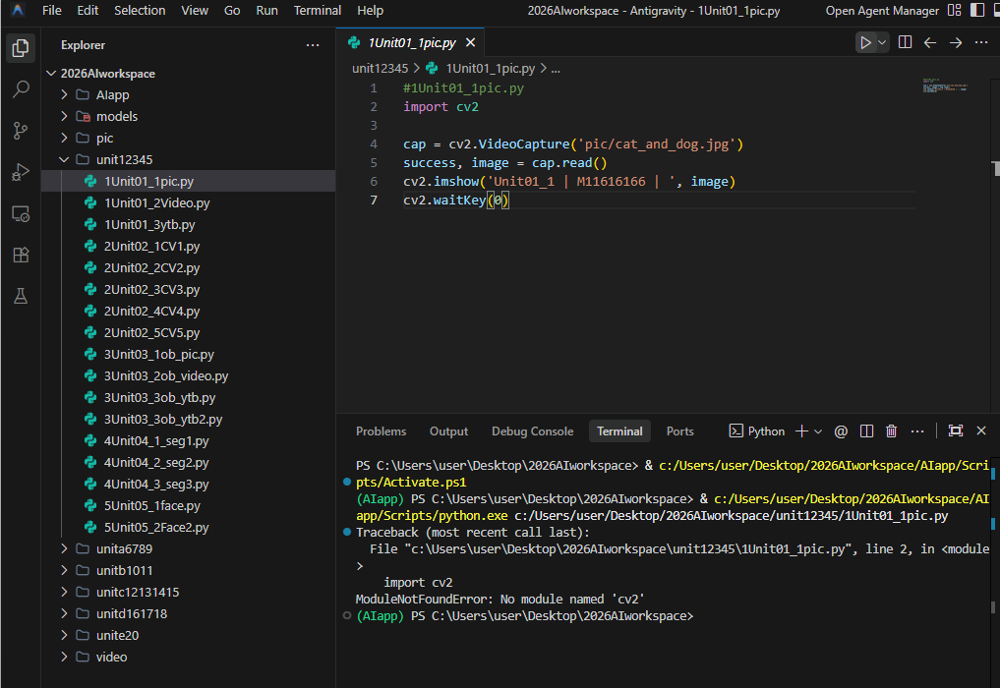 File Edit Selection View Go Run Terminal Help 2026AIworkspace - Antigravity - 1Unit01_1pic.py Open Agent Manager
Explorer
2026AIworkspace
AIapp
models
pic
unit12345
1Unit01_1pic.py
1Unit01_2Video.py
1Unit01_3ytb.py
2Unit02_1CV1.py
2Unit02_2CV2.py
2Unit02_3CV3.py
2Unit02_4CV4.py
2Unit02_5CV5.py
3Unit03_1ob_pic.py
3Unit03_2ob_video.py
3Unit03_3ob_ytb.py
3Unit03_3ob_ytb2.py
4Unit04_1_seg1.py
4Unit04_2_seg2.py
4Unit04_3_seg3.py
5Unit05_1face.py
5Unit05_2Face2.py
unita6789
unitb1011
unitc12131415
unitd161718
unite20
video
1Unit01_1pic.py
unit12345 > 1Unit01_1pic.py > ...
1 #1Unit01_1pic.py
2 import cv2
3
4 cap = cv2.VideoCapture('pic/cat_and_dog.jpg')
5 success, image = cap.read()
6 cv2.imshow('Unit01_1 | M11616166 | ', image)
7 cv2.waitKey(0)
Problems Output Debug Console Terminal Ports Python
PS C:\Users\user\Desktop\2026AIworkspace> & c:/Users/user/Desktop/2026AIworkspace/AIapp/Scri
pts/Activate.ps1
(AIapp) PS C:\Users\user\Desktop\2026AIworkspace> & c:/Users/user/Desktop/2026AIworkspace/AI
app/Scripts/python.exe c:/Users/user/Desktop/2026AIworkspace/unit12345/1Unit01_1pic.py
Traceback (most recent call last):
File "c:\Users\user\Desktop\2026AIworkspace\unit12345\1Unit01_1pic.py", line 2, in <module
>
import cv2
ModuleNotFoundError: No module named 'cv2'
(AIapp) PS C:\Users\user\Desktop\2026AIworkspace>